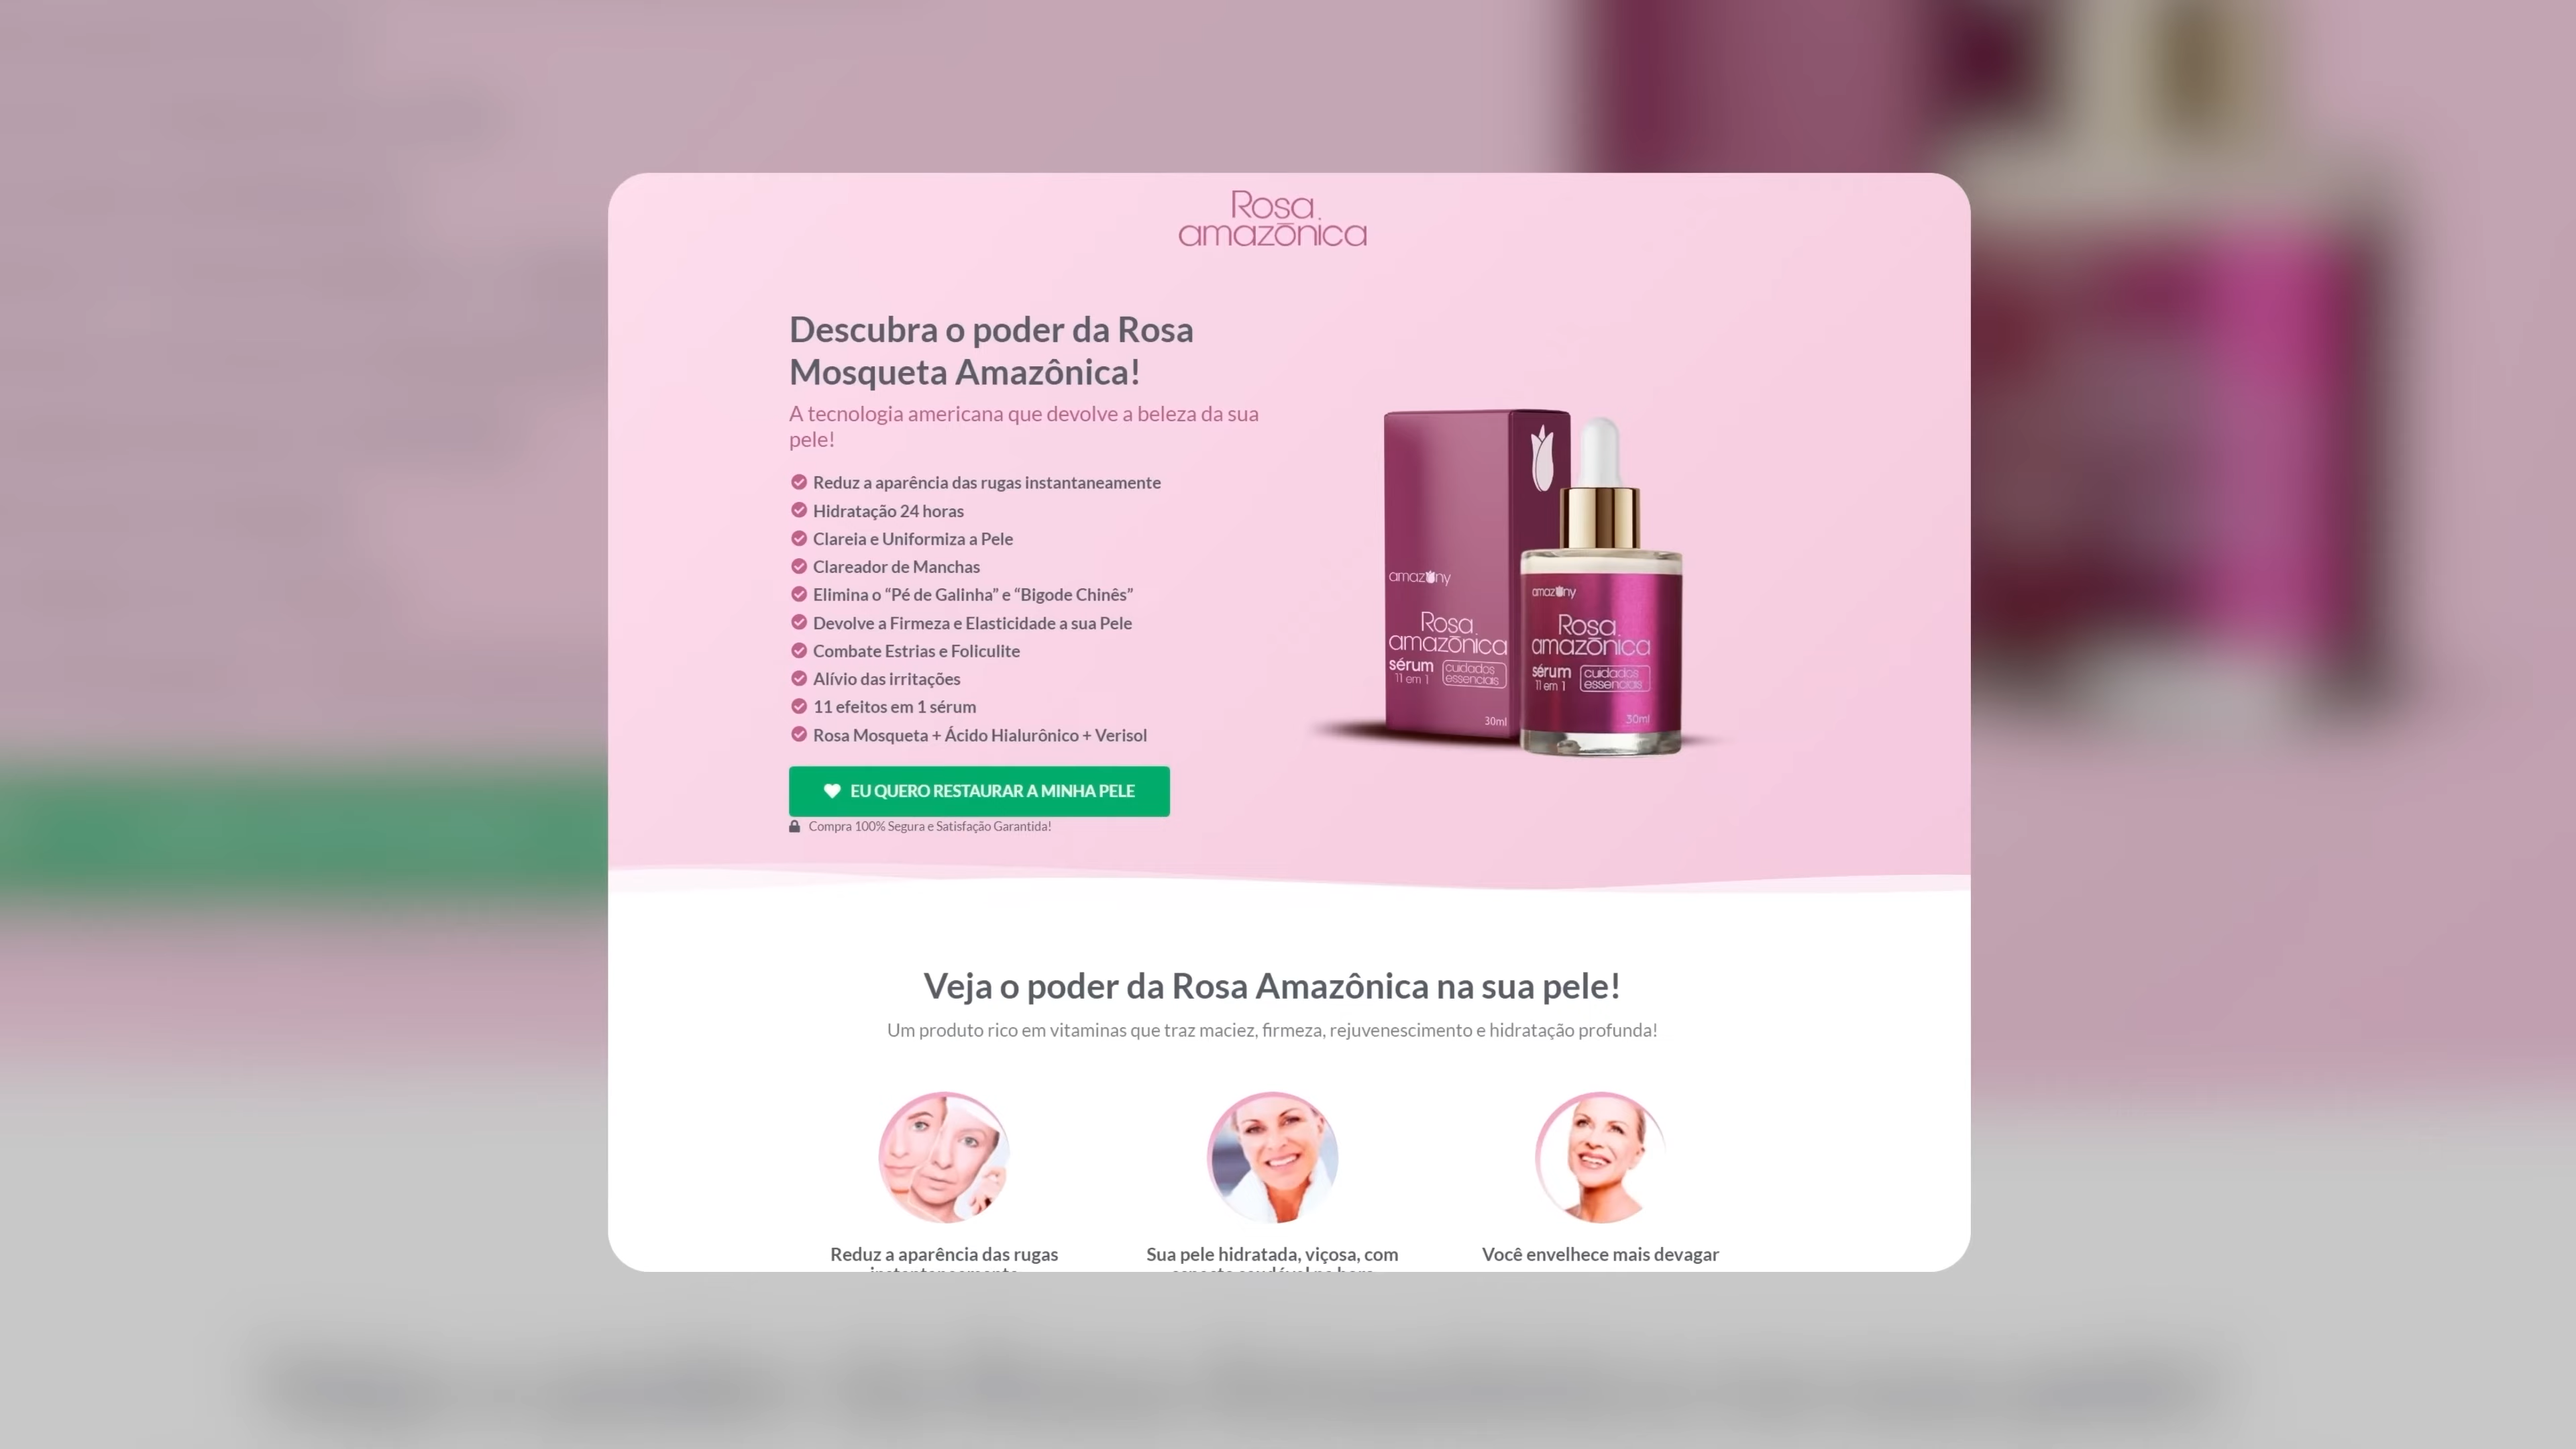 Rosa
amazônica
Descubra o poder da Rosa
Mosqueta Amazônica!
A tecnologia americana que devolve a beleza da sua
pele!
Reduz a aparência das rugas instantaneamente
Hidratação 24 horas
Clareia e Uniformiza a Pele
Clareador de Manchas
Elimina o “Pé de Galinha” e “Bigode Chinês”
Devolve a Firmeza e Elasticidade a sua Pele
Combate Estrias e Foliculite
Alívio das irritações
11 efeitos em 1 sérum
Rosa Mosqueta + Ácido Hialurônico + Verisol
EU QUERO RESTAURAR A MINHA PELE
Compra 100% Segura e Satisfação Garantida!
amazony
Rosa
amazōnica
sérum
11 em 1
cuidados
essenciais
30ml
amazony
Rosa
amazōnica
sérum
11 em 1
cuidados
essenciais
30ml
Veja o poder da Rosa Amazônica na sua pele!
Um produto rico em vitaminas que traz maciez, firmeza, rejuvenescimento e hidratação profunda!
Reduz a aparência das rugas
Sua pele hidratada, viçosa, com
Você envelhece mais devagar